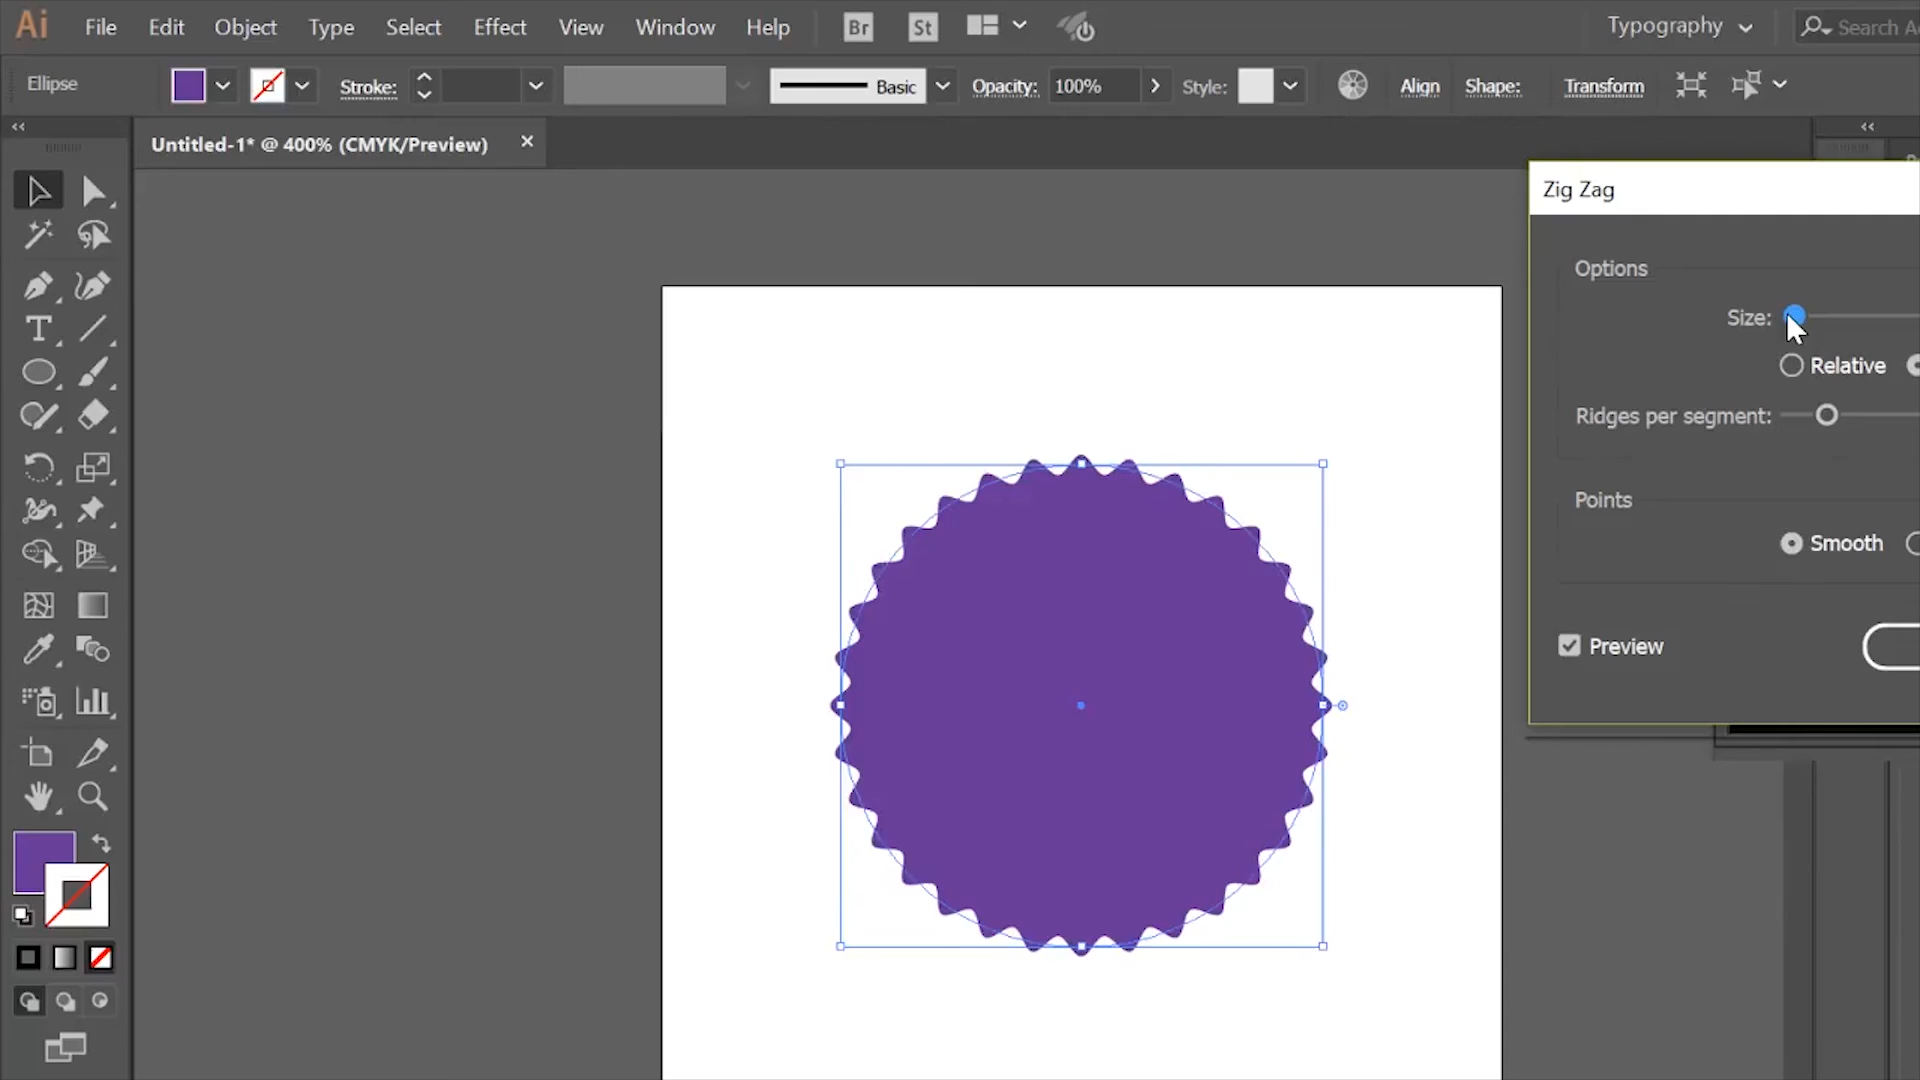 Ai File Edit Object Type Select Effect View Window Help Br St Typography Search A
Ellipse Stroke: Basic Opacity: 100% Style: Align Shape: Transform
Untitled-1* @ 400% (CMYK/Preview)
Zig Zag
Options
Size:
Relative
Ridges per segment:
Points
Smooth
Preview